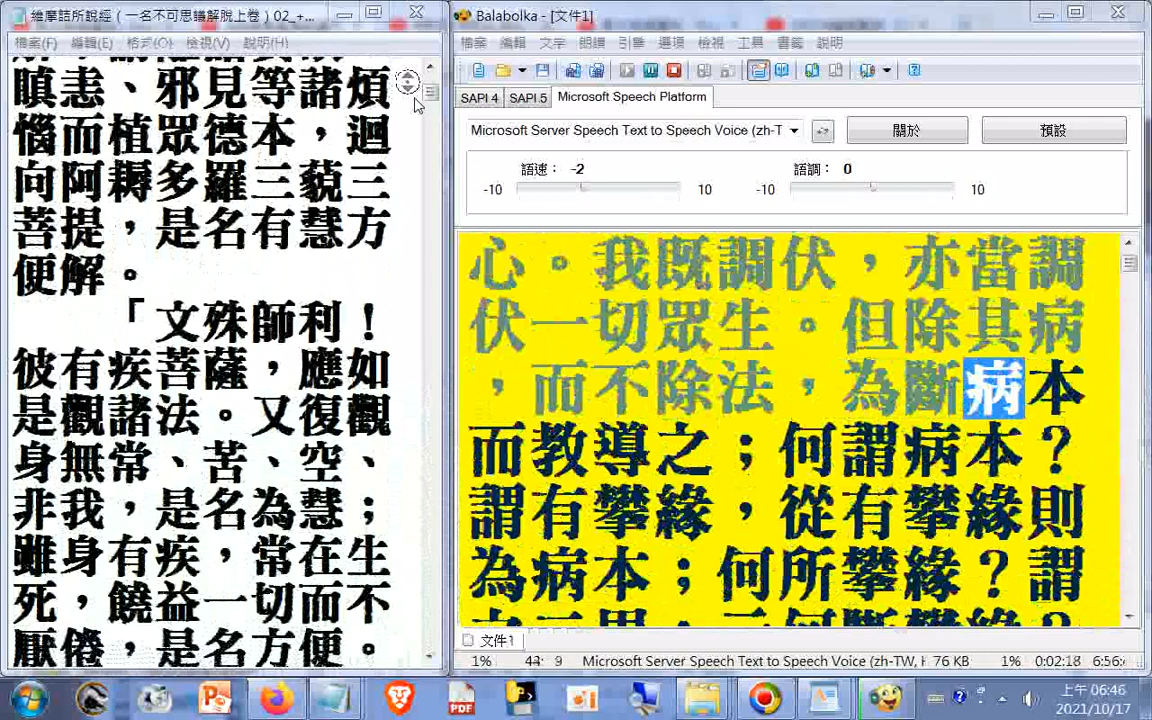 維摩詰所說經（一名不可思議解脫上卷）02_+...
檔案(F) 編輯(E) 格式(O) 檢視(V) 說明(H)
瞋恚、邪見等諸煩
惱而植眾德本，迴
向阿耨多羅三藐三
菩提，是名有慧方
便解。
「文殊師利！
彼有疾菩薩，應如
是觀諸法。又復觀
身無常、苦、空、
非我，是名為慧；
雖身有疾，常在生
死，饒益一切而不
厭倦，是名方便。
Balabolka - [文件1]
檔案 編輯 文字 朗讀 引擎 選項 檢視 工具 書籤 說明
SAPI 4 SAPI 5 Microsoft Speech Platform
Microsoft Server Speech Text to Speech Voice (zh-T 關於 預設
語速： -2 語調： 0
-10 10 -10 10
心。我既調伏，亦當調
伏一切眾生。但除其病
，而不除法，為斷病本
而教導之；何謂病本？
謂有攀緣，從有攀緣則
為病本；何所攀緣？謂
文件1
1% 44: 9 Microsoft Server Speech Text to Speech Voice (zh-TW, H 76 KB 1% 0:02:18 6:56:
上午 06:46
2021/10/17